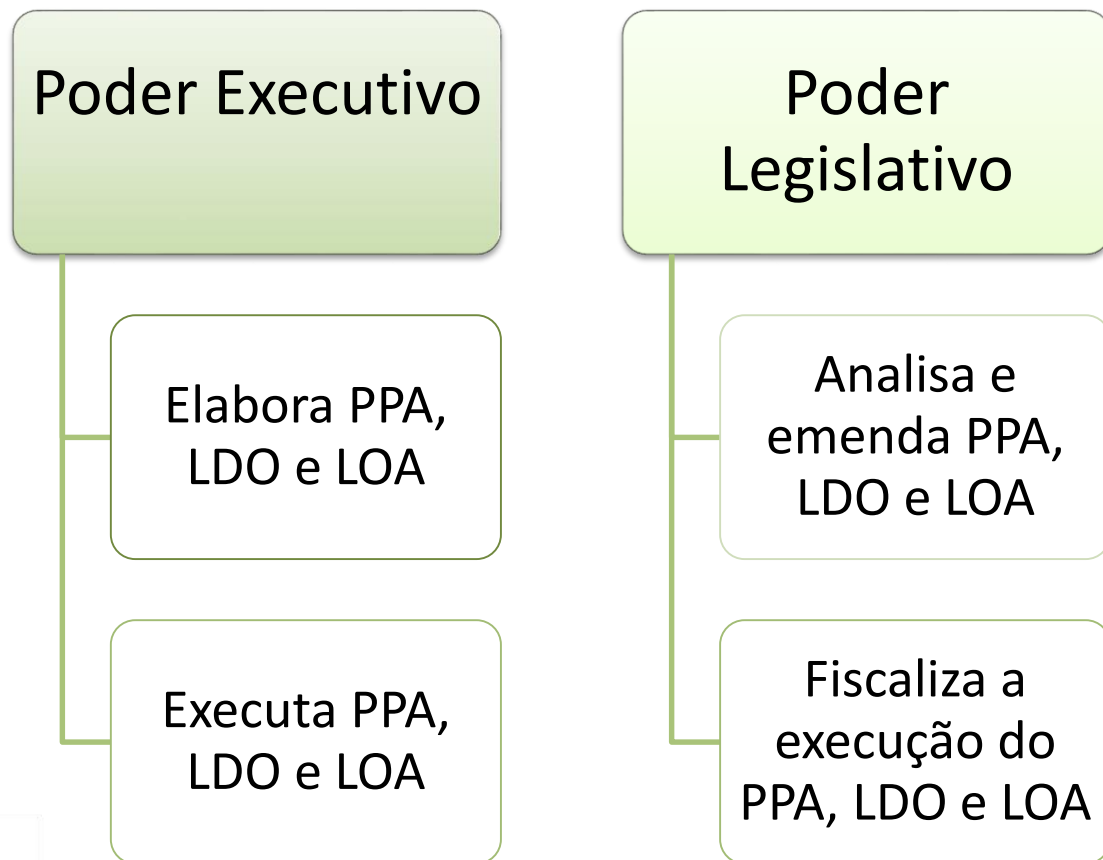 Poder Executivo
Elabora PPA,
LDO e LOA
Executa PPA,
LDO e LOA
Poder
Legislativo
Analisa e
emenda PPA,
LDO e LOA
Fiscaliza a
execução do
PPA, LDO e LOA